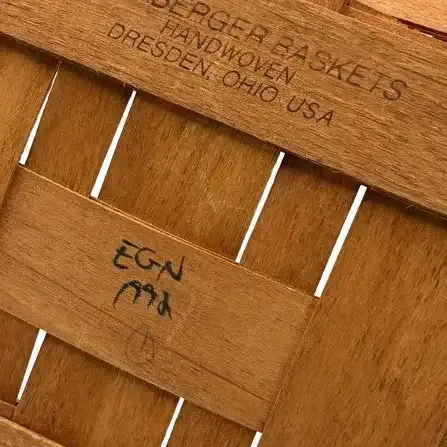 BERGER BASKETS
HANDWOVEN
DRESDEN, OHIO USA
EGN
1992